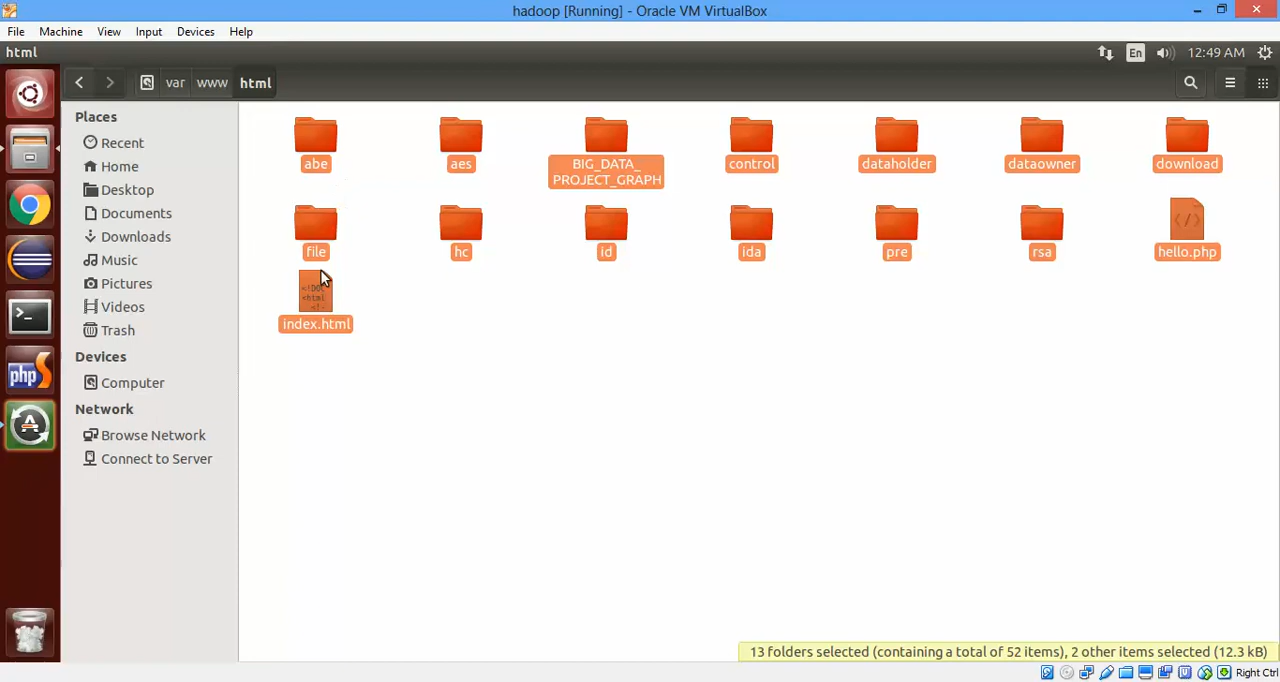 hadoop [Running] - Oracle VM VirtualBox
File Machine View Input Devices Help
html
En 12:49 AM
var www html
Places
Recent
Home
Desktop
Documents
Downloads
Music
Pictures
Videos
Trash
Devices
Computer
Network
Browse Network
Connect to Server
abe aes BIG_DATA_ control dataholder dataowner download
PROJECT_GRAPH
file hc id ida pre rsa hello.php
<!DOC
<html
<!-
index.html
php
A
13 folders selected (containing a total of 52 items), 2 other items selected (12.3 kB)
Right Ctrl